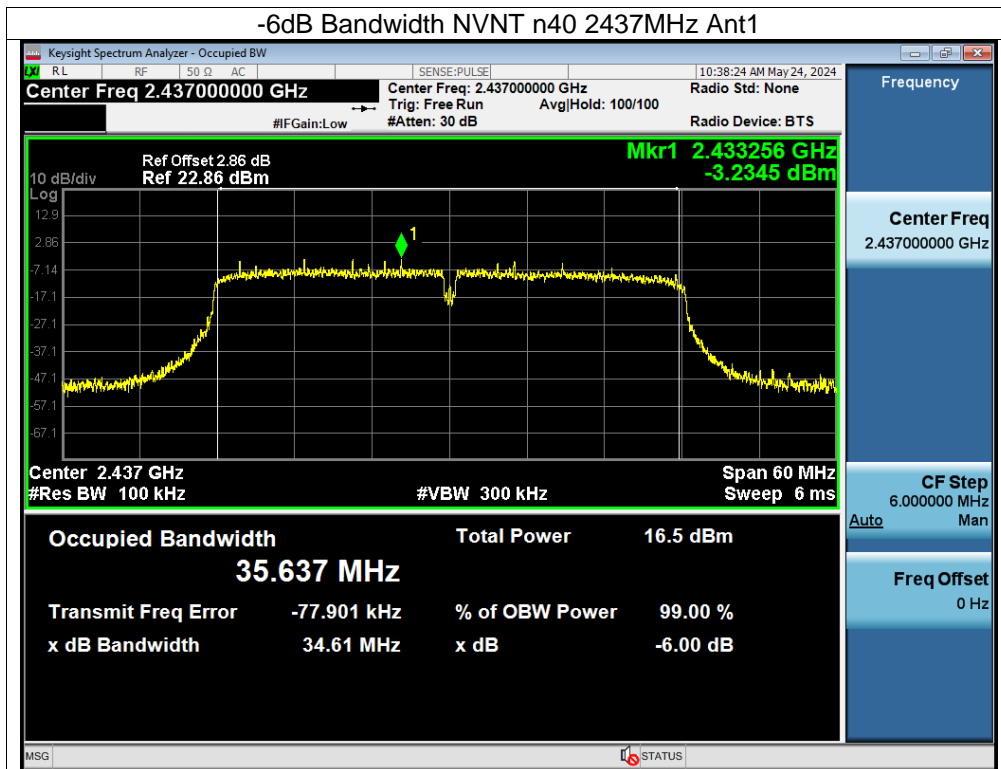 -6dB Bandwidth NVNT n40 2437MHz Ant1
Keysight Spectrum Analyzer - Occupied BW
LXI RL RF 50 Ω AC SENSE:PULSE 10:38:24 AM May 24, 2024
Center Freq 2.437000000 GHz Center Freq: 2.437000000 GHz Radio Std: None Frequency
Trig: Free Run Avg|Hold: 100/100
#IFGain:Low #Atten: 30 dB Radio Device: BTS
Ref Offset 2.86 dB Mkr1 2.433256 GHz
10 dB/div Ref 22.86 dBm -3.2345 dBm
Log
12.9
2.86
1
-7.14
-17.1
-27.1
-37.1
-47.1
-57.1
-67.1
Center 2.437 GHz Span 60 MHz
#Res BW 100 kHz #VBW 300 kHz Sweep 6 ms
Center Freq
2.437000000 GHz
CF Step
6.000000 MHz
Auto Man
Freq Offset
0 Hz
Occupied Bandwidth Total Power 16.5 dBm
35.637 MHz
Transmit Freq Error -77.901 kHz % of OBW Power 99.00 %
x dB Bandwidth 34.61 MHz x dB -6.00 dB
MSG STATUS